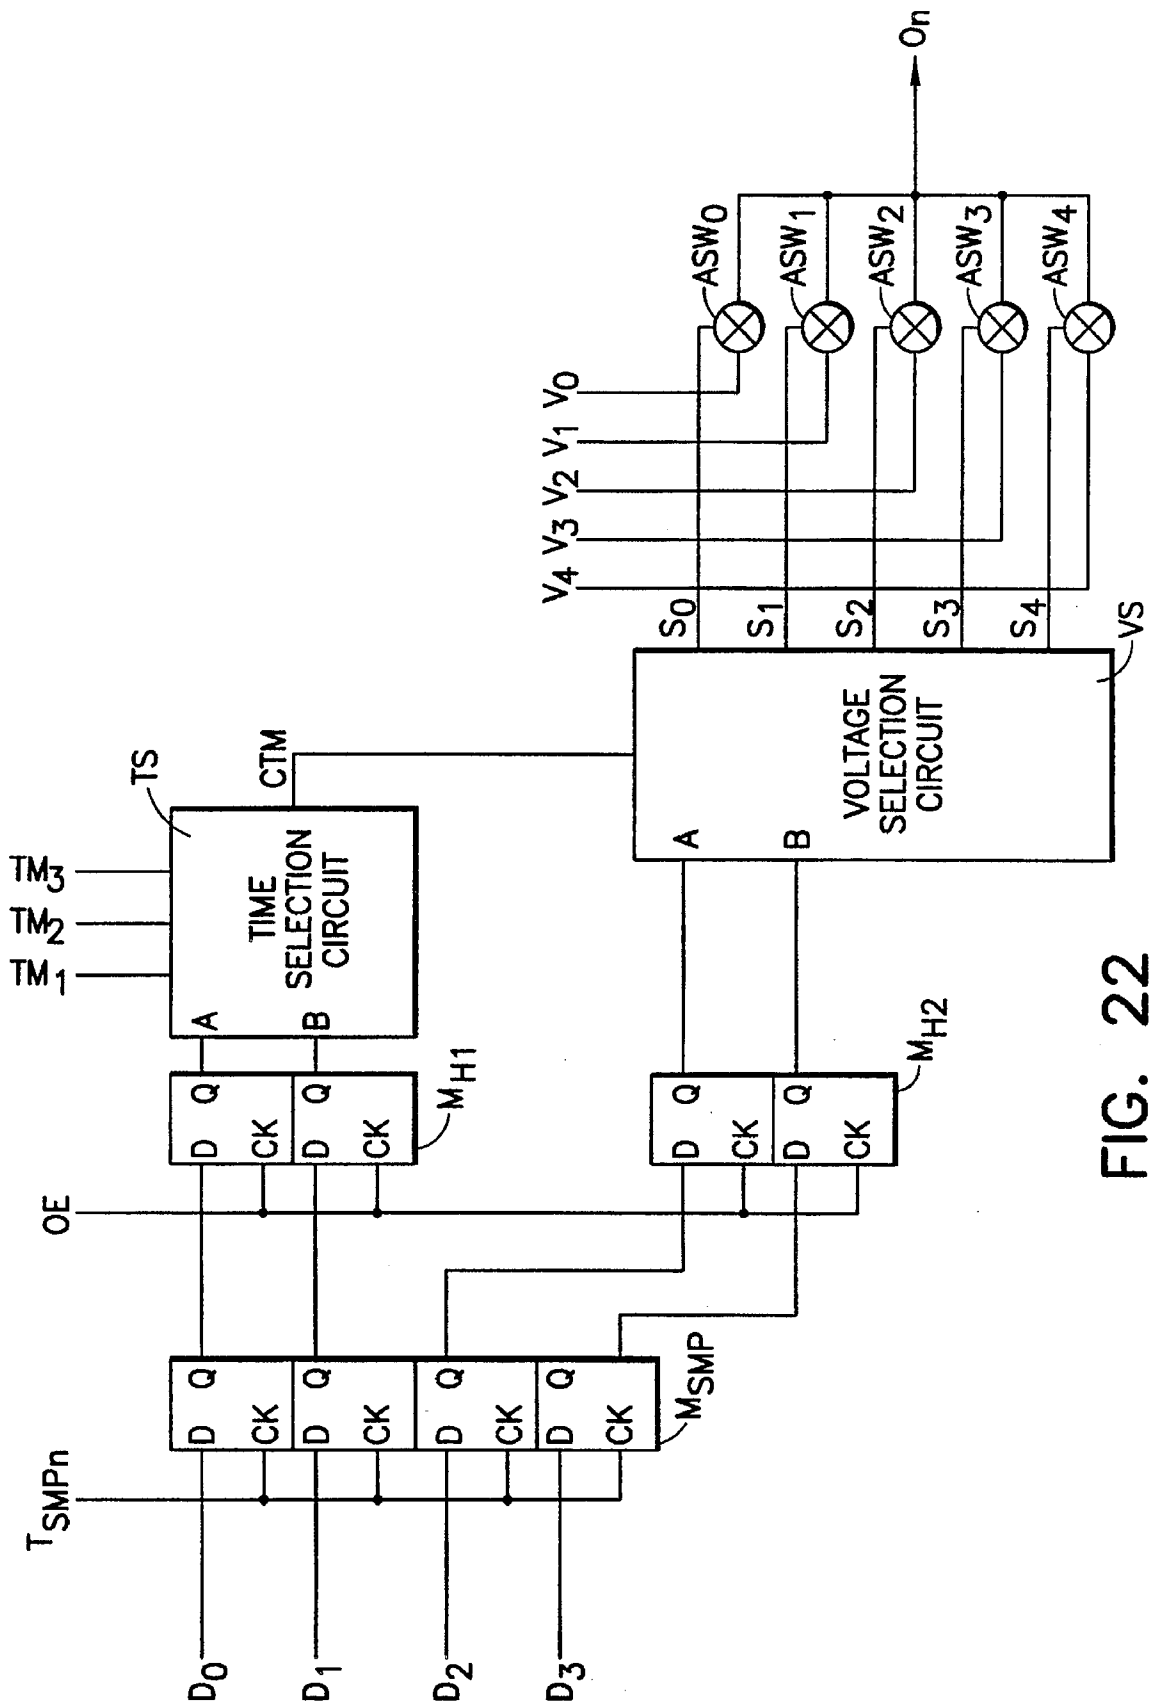 D0
D1
D2
D3
TSMPn
D Q
CK
D Q
CK
D Q
CK
D Q
CK
MSMP
OE
D Q
CK
D Q
CK
MH1
D Q
CK
D Q
CK
MH2
TM1
TM2
TM3
A
B
TIME
SELECTION
CIRCUIT
TS
CTM
A
B
VOLTAGE
SELECTION
CIRCUIT
VS
S0
S1
S2
S3
S4
V0
V1
V2
V3
V4
ASW0
ASW1
ASW2
ASW3
ASW4
On
FIG. 22